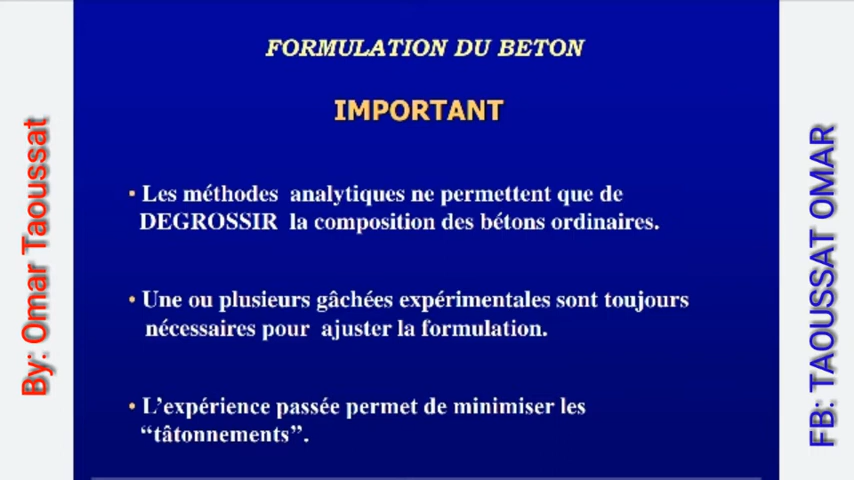 FORMULATION DU BETON
IMPORTANT
• Les méthodes analytiques ne permettent que de
DEGROSSIR la composition des bétons ordinaires.
• Une ou plusieurs gâchées expérimentales sont toujours
nécessaires pour ajuster la formulation.
• L’expérience passée permet de minimiser les
“tâtonnements”.
By: Omar Taoussat
FB: TAOUSSAT OMAR